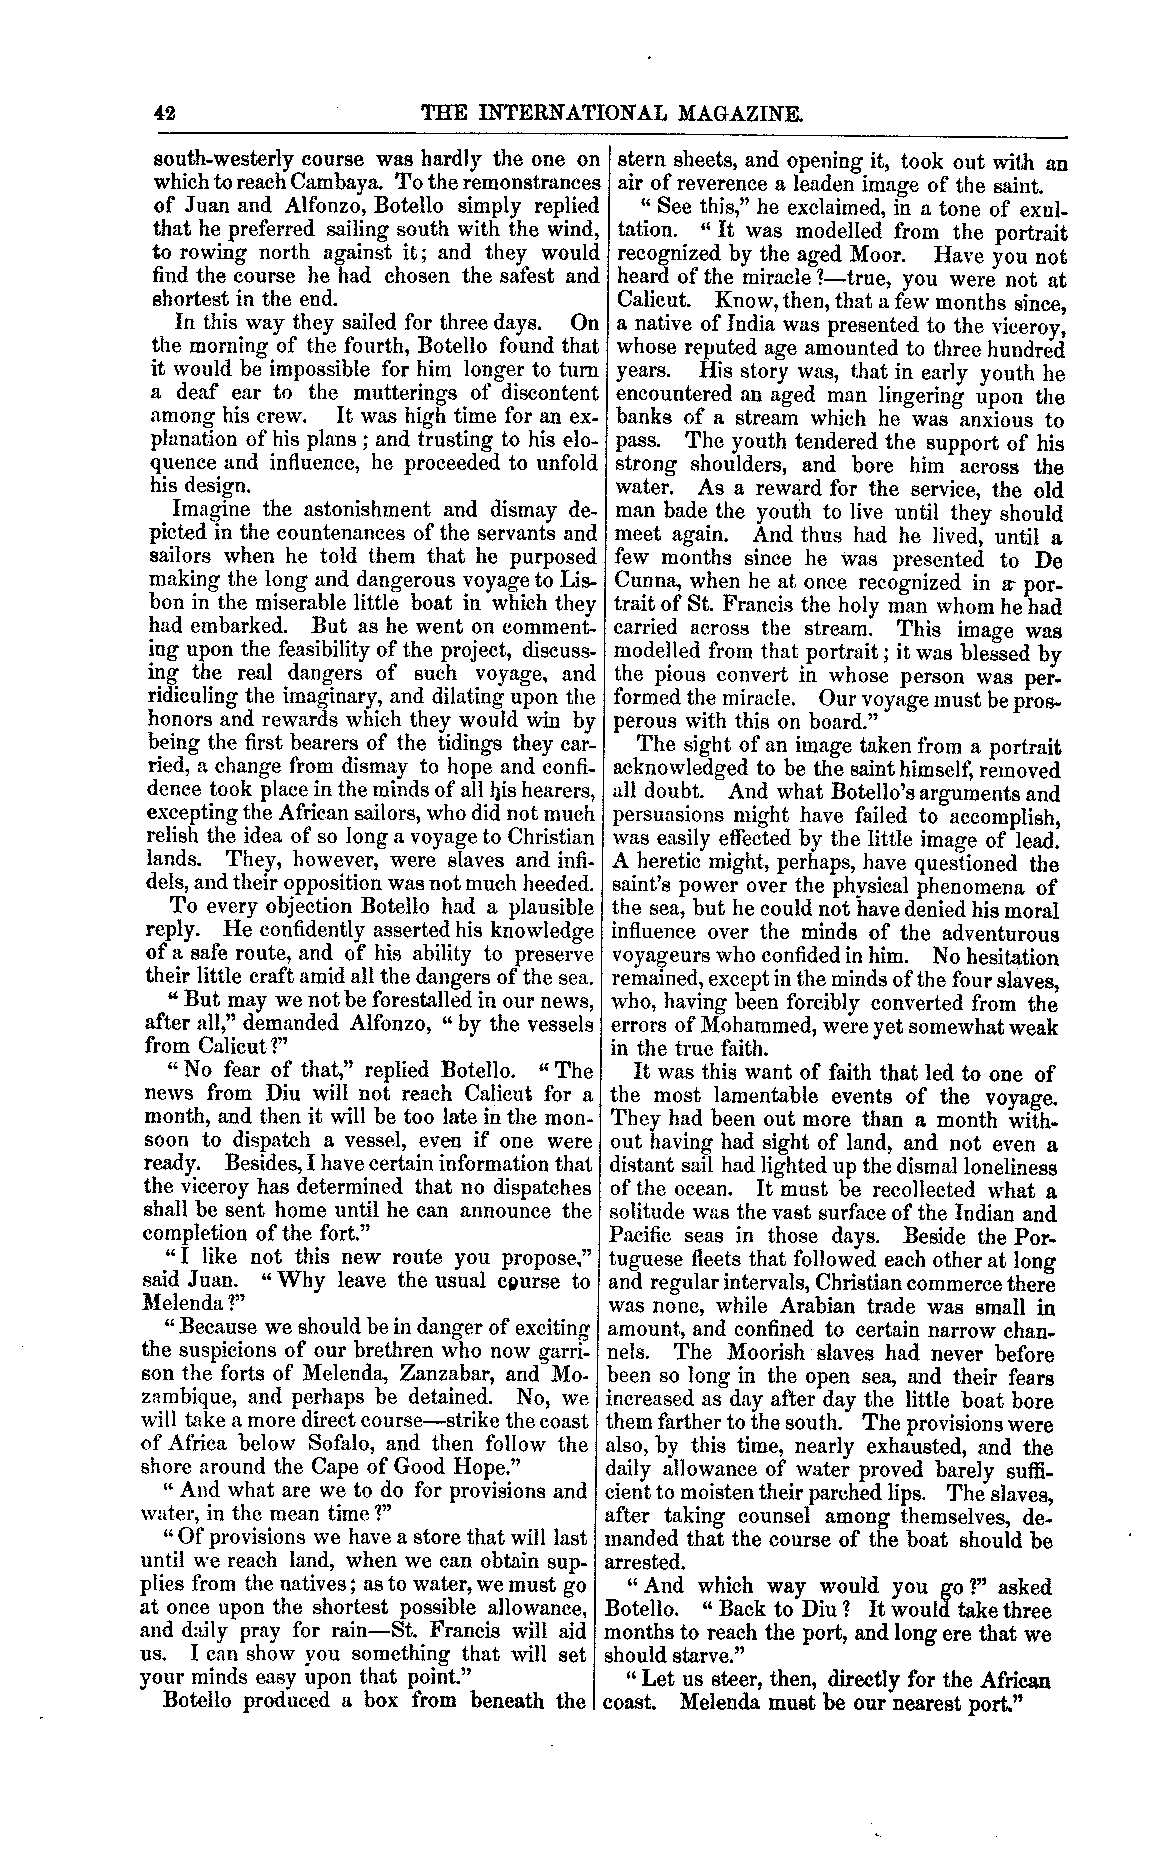 42 THE INTERNATIONAL MAGAZINE.
south-westerly course was hardly the one on
which to reach Cambaya. To the remonstrances
of Juan and Alfonzo, Botello simply replied
that he preferred sailing south with the wind,
to rowing north against it; and they would
find the course he had chosen the safest and
shortest in the end.
In this way they sailed for three days. On
the morning of the fourth, Botello found that
it would be impossible for him longer to turn
a deaf ear to the mutterings of discontent
among his crew. It was high time for an ex-
planation of his plans; and trusting to his elo-
quence and influence, he proceeded to unfold
his design.
Imagine the astonishment and dismay de-
picted in the countenances of the servants and
sailors when he told them that he purposed
making the long and dangerous voyage to Lis-
bon in the miserable little boat in which they
had embarked. But as he went on comment-
ing upon the feasibility of the project, discuss-
ing the real dangers of such voyage, and
ridiculing the imaginary, and dilating upon the
honors and rewards which they would win by
being the first bearers of the tidings they car-
ried, a change from dismay to hope and confi-
dence took place in the minds of all his hearers,
excepting the African sailors, who did not much
relish the idea of so long a voyage to Christian
lands. They, however, were slaves and infi-
dels, and their opposition was not much heeded.
To every objection Botello had a plausible
reply. He confidently asserted his knowledge
of a safe route, and of his ability to preserve
their little craft amid all the dangers of the sea.
"But may we not be forestalled in our news,
after all," demanded Alfonzo, "by the vessels
from Calicut?"
"No fear of that," replied Botello. "The
news from Diu will not reach Calicut for a
month, and then it will be too late in the mon-
soon to dispatch a vessel, even if one were
ready. Besides, I have certain information that
the viceroy has determined that no dispatches
shall be sent home until he can announce the
completion of the fort."
"I like not this new route you propose,"
said Juan. "Why leave the usual course to
Melenda?"
"Because we should be in danger of exciting
the suspicions of our brethren who now garri-
son the forts of Melenda, Zanzabar, and Mo-
zambique, and perhaps be detained. No, we
will take a more direct course—strike the coast
of Africa below Sofalo, and then follow the
shore around the Cape of Good Hope."
"And what are we to do for provisions and
water, in the mean time?"
"Of provisions we have a store that will last
until we reach land, when we can obtain sup-
plies from the natives; as to water, we must go
at once upon the shortest possible allowance,
and daily pray for rain—St. Francis will aid
us. I can show you something that will set
your minds easy upon that point."
Botello produced a box from beneath the
stern sheets, and opening it, took out with an
air of reverence a leaden image of the saint.
"See this," he exclaimed, in a tone of exul-
tation. "It was modelled from the portrait
recognized by the aged Moor. Have you not
heard of the miracle?—true, you were not at
Calicut. Know, then, that a few months since,
a native of India was presented to the viceroy,
whose reputed age amounted to three hundred
years. His story was, that in early youth he
encountered an aged man lingering upon the
banks of a stream which he was anxious to
pass. The youth tendered the support of his
strong shoulders, and bore him across the
water. As a reward for the service, the old
man bade the youth to live until they should
meet again. And thus had he lived, until a
few months since he was presented to De
Cunna, when he at once recognized in a por-
trait of St. Francis the holy man whom he had
carried across the stream. This image was
modelled from that portrait; it was blessed by
the pious convert in whose person was per-
formed the miracle. Our voyage must be pros-
perous with this on board."
The sight of an image taken from a portrait
acknowledged to be the saint himself, removed
all doubt. And what Botello's arguments and
persuasions might have failed to accomplish,
was easily effected by the little image of lead.
A heretic might, perhaps, have questioned the
saint's power over the physical phenomena of
the sea, but he could not have denied his moral
influence over the minds of the adventurous
voyageurs who confided in him. No hesitation
remained, except in the minds of the four slaves,
who, having been forcibly converted from the
errors of Mohammed, were yet somewhat weak
in the true faith.
It was this want of faith that led to one of
the most lamentable events of the voyage.
They had been out more than a month with-
out having had sight of land, and not even a
distant sail had lighted up the dismal loneliness
of the ocean. It must be recollected what a
solitude was the vast surface of the Indian and
Pacific seas in those days. Beside the Por-
tuguese fleets that followed each other at long
and regular intervals, Christian commerce there
was none, while Arabian trade was small in
amount, and confined to certain narrow chan-
nels. The Moorish slaves had never before
been so long in the open sea, and their fears
increased as day after day the little boat bore
them farther to the south. The provisions were
also, by this time, nearly exhausted, and the
daily allowance of water proved barely suffi-
cient to moisten their parched lips. The slaves,
after taking counsel among themselves, de-
manded that the course of the boat should be
arrested.
"And which way would you go?" asked
Botello. "Back to Diu? It would take three
months to reach the port, and long ere that we
should starve."
"Let us steer, then, directly for the African
coast. Melenda must be our nearest port."